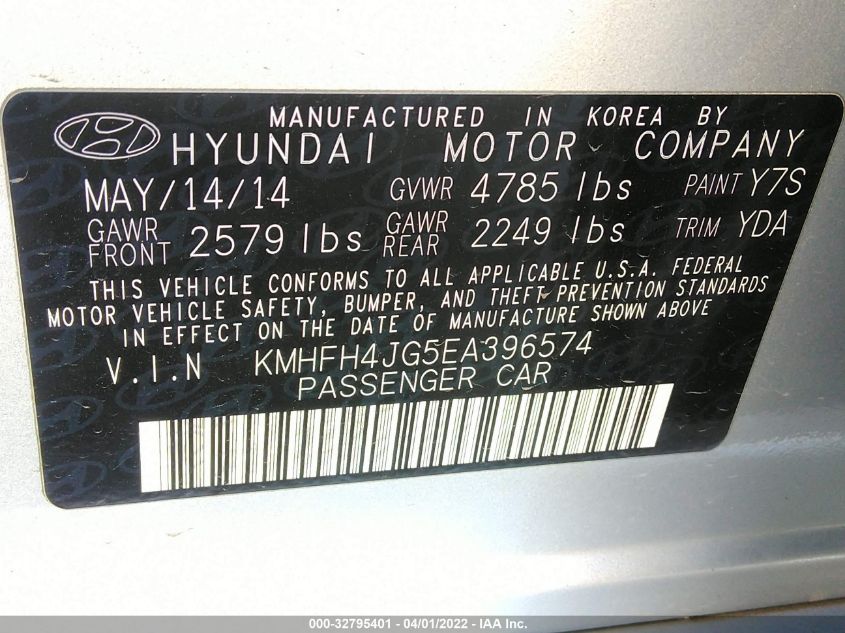 MANUFACTURED IN KOREA BY
HYUNDAI MOTOR COMPANY
MAY/14/14 GVWR 4785 lbs PAINT Y7S
GAWR FRONT 2579 lbs GAWR REAR 2249 lbs TRIM YDA
THIS VEHICLE CONFORMS TO ALL APPLICABLE U.S.A. FEDERAL
MOTOR VEHICLE SAFETY, BUMPER, AND THEFT PREVENTION STANDARDS
IN EFFECT ON THE DATE OF MANUFACTURE SHOWN ABOVE
V.I.N KMHFH4JG5EA396574
PASSENGER CAR
000-32795401 - 04/01/2022 - IAA Inc.